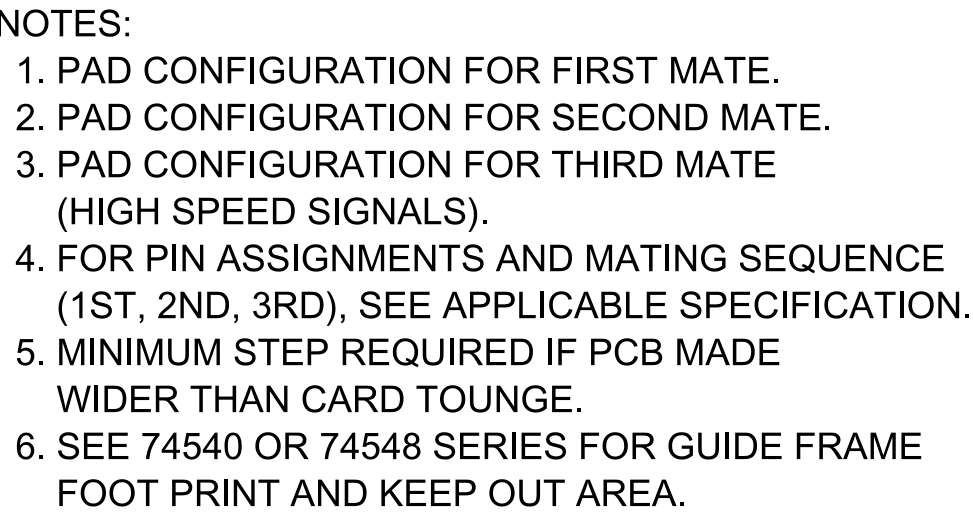 NOTES:
1. PAD CONFIGURATION FOR FIRST MATE.
2. PAD CONFIGURATION FOR SECOND MATE.
3. PAD CONFIGURATION FOR THIRD MATE
(HIGH SPEED SIGNALS).
4. FOR PIN ASSIGNMENTS AND MATING SEQUENCE
(1ST, 2ND, 3RD), SEE APPLICABLE SPECIFICATION.
5. MINIMUM STEP REQUIRED IF PCB MADE
WIDER THAN CARD TOUNGE.
6. SEE 74540 OR 74548 SERIES FOR GUIDE FRAME
FOOT PRINT AND KEEP OUT AREA.